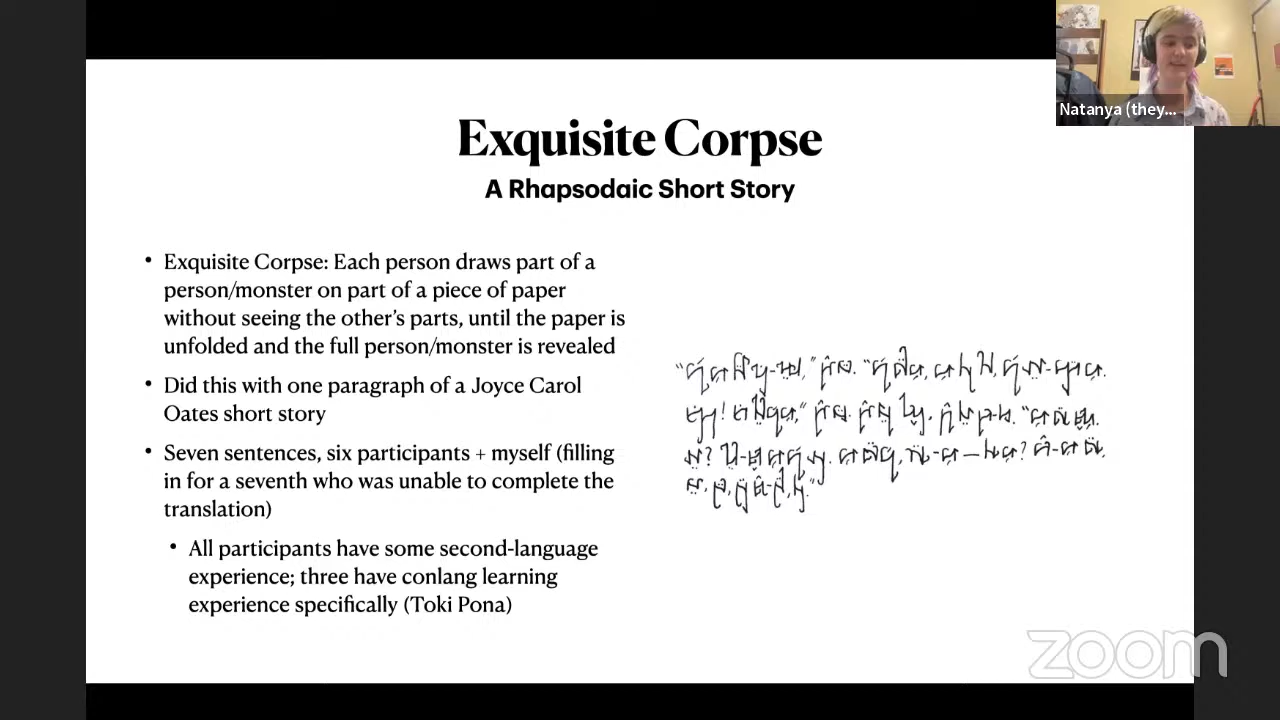 Natanya (they...
Exquisite Corpse
A Rhapsodaic Short Story
• Exquisite Corpse: Each person draws part of a
person/monster on part of a piece of paper
without seeing the other's parts, until the paper is
unfolded and the full person/monster is revealed
• Did this with one paragraph of a Joyce Carol
Oates short story
• Seven sentences, six participants + myself (filling
in for a seventh who was unable to complete the
translation)
• All participants have some second-language
experience; three have conlang learning
experience specifically (Toki Pona)
zoom